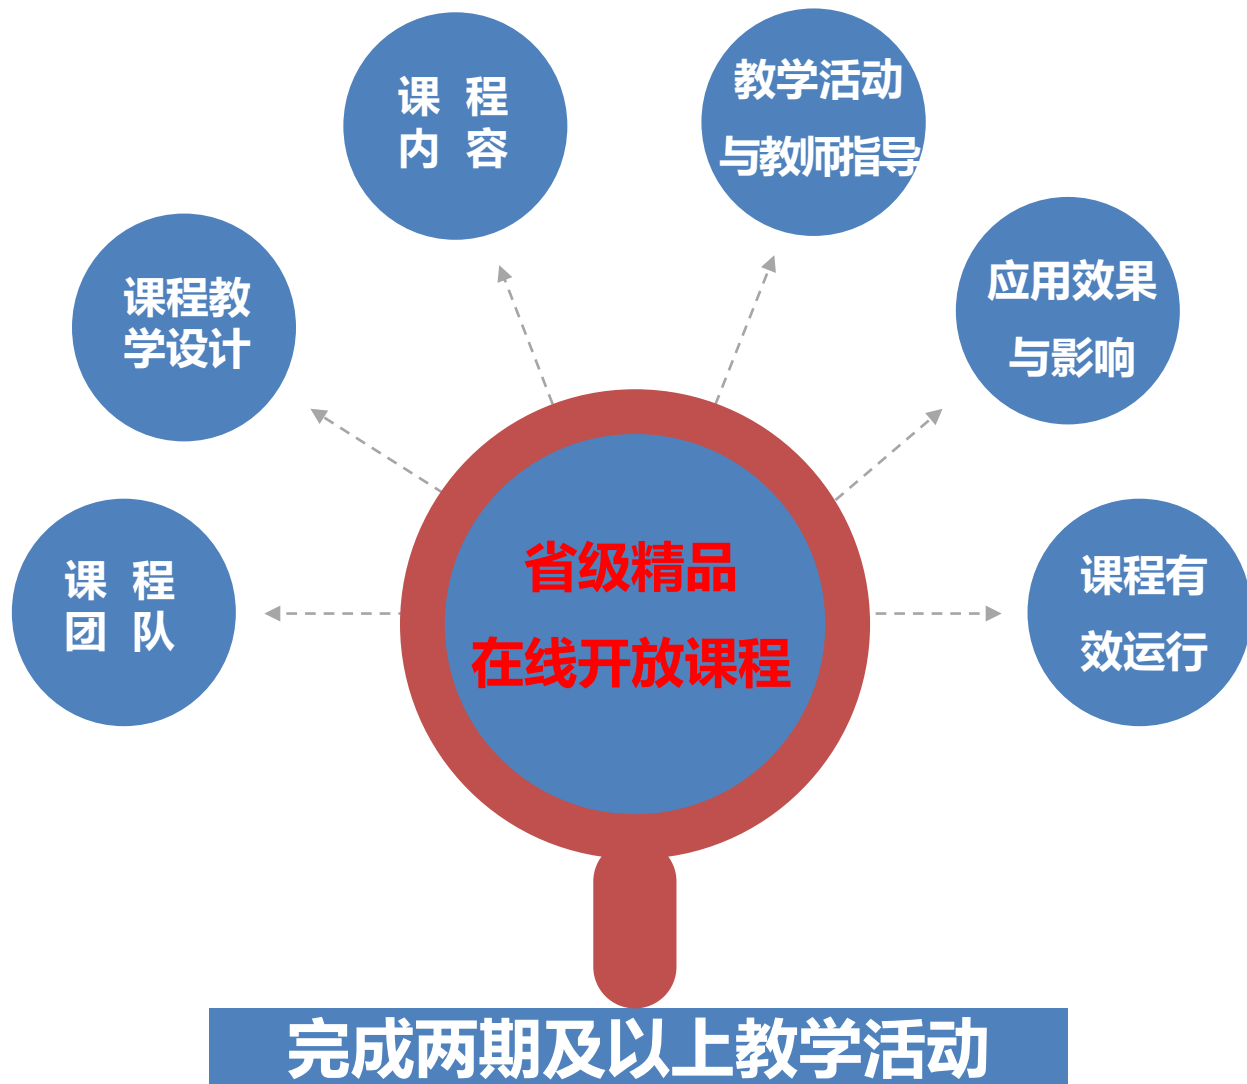 课 程
内 容
教学活动
与教师指导
课程教
学设计
应用效果
与影响
课 程
团 队
省级精品
在线开放课程
课程有
效运行
完成两期及以上教学活动